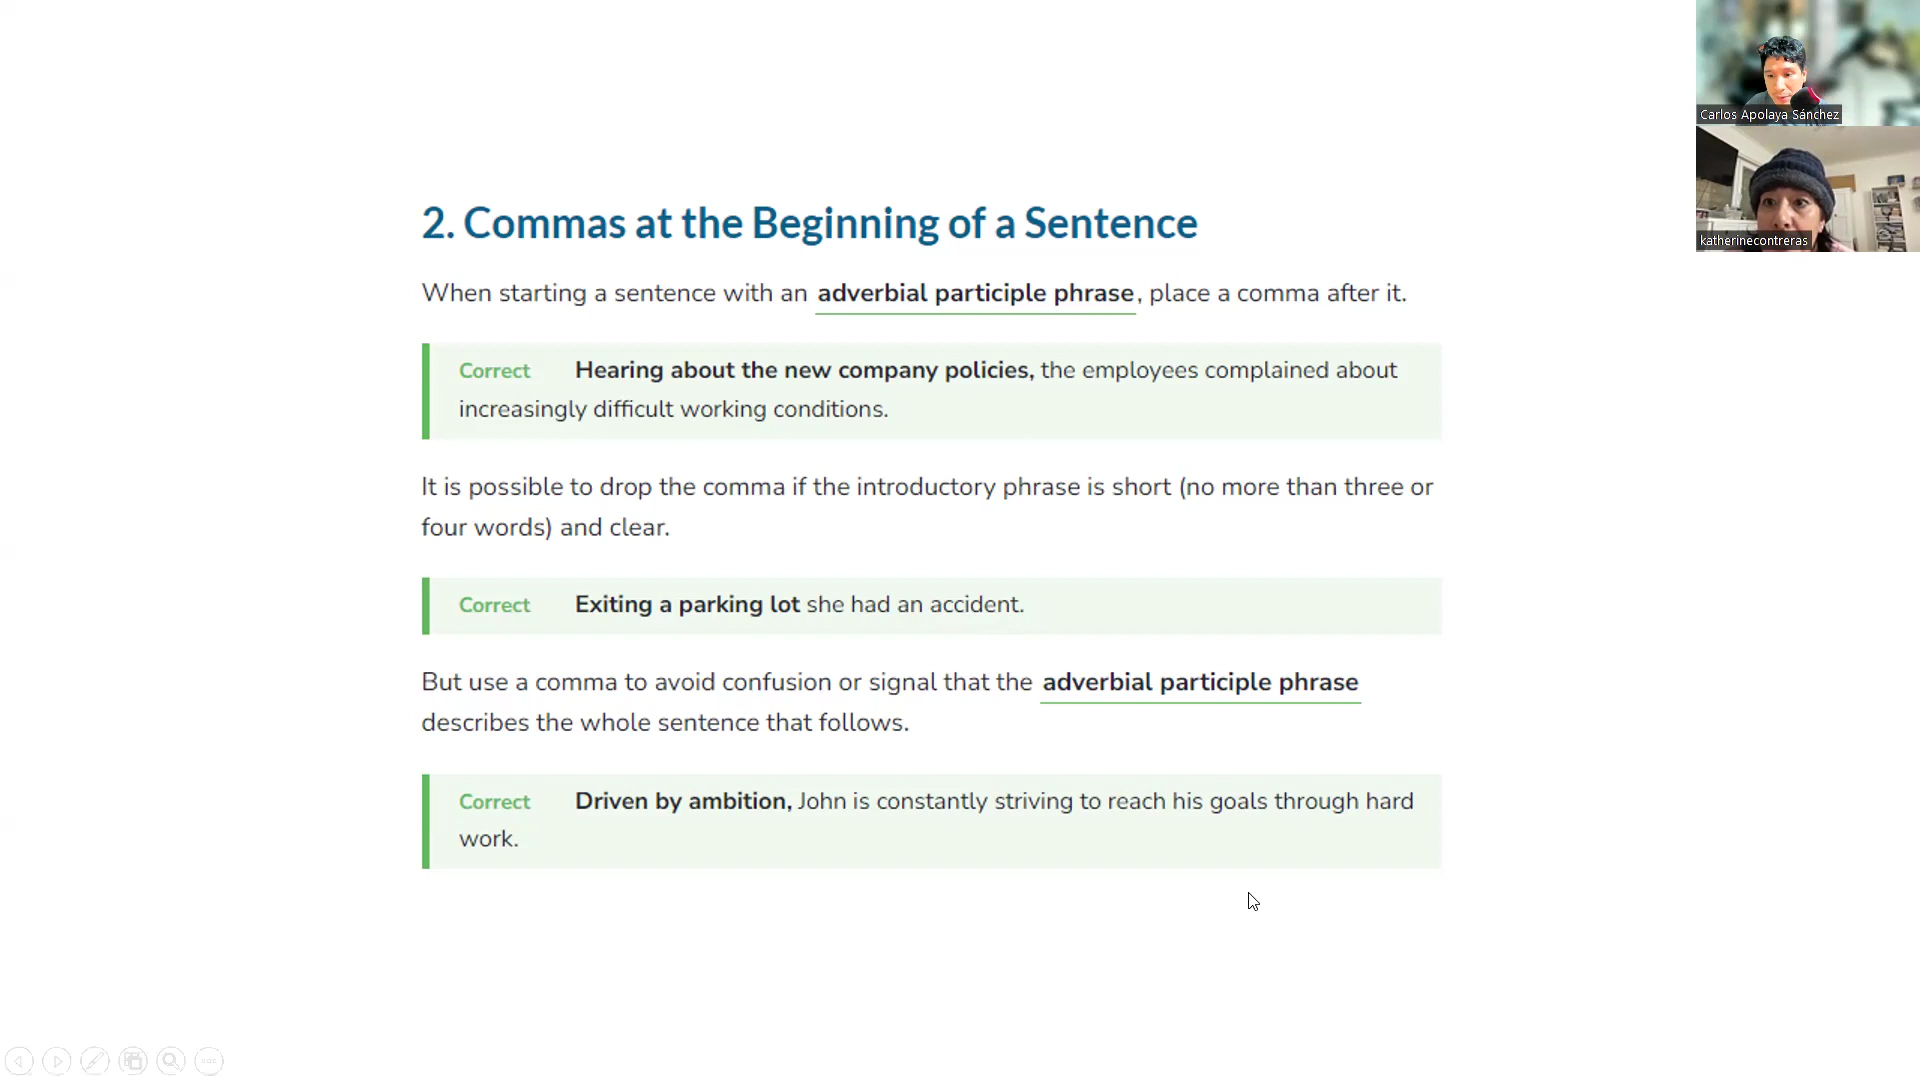 Carlos Apolaya Sánchez
katherinecontreras
2. Commas at the Beginning of a Sentence
When starting a sentence with an adverbial participle phrase, place a comma after it.
Correct Hearing about the new company policies, the employees complained about
increasingly difficult working conditions.
It is possible to drop the comma if the introductory phrase is short (no more than three or
four words) and clear.
Correct Exiting a parking lot she had an accident.
But use a comma to avoid confusion or signal that the adverbial participle phrase
describes the whole sentence that follows.
Correct Driven by ambition, John is constantly striving to reach his goals through hard
work.